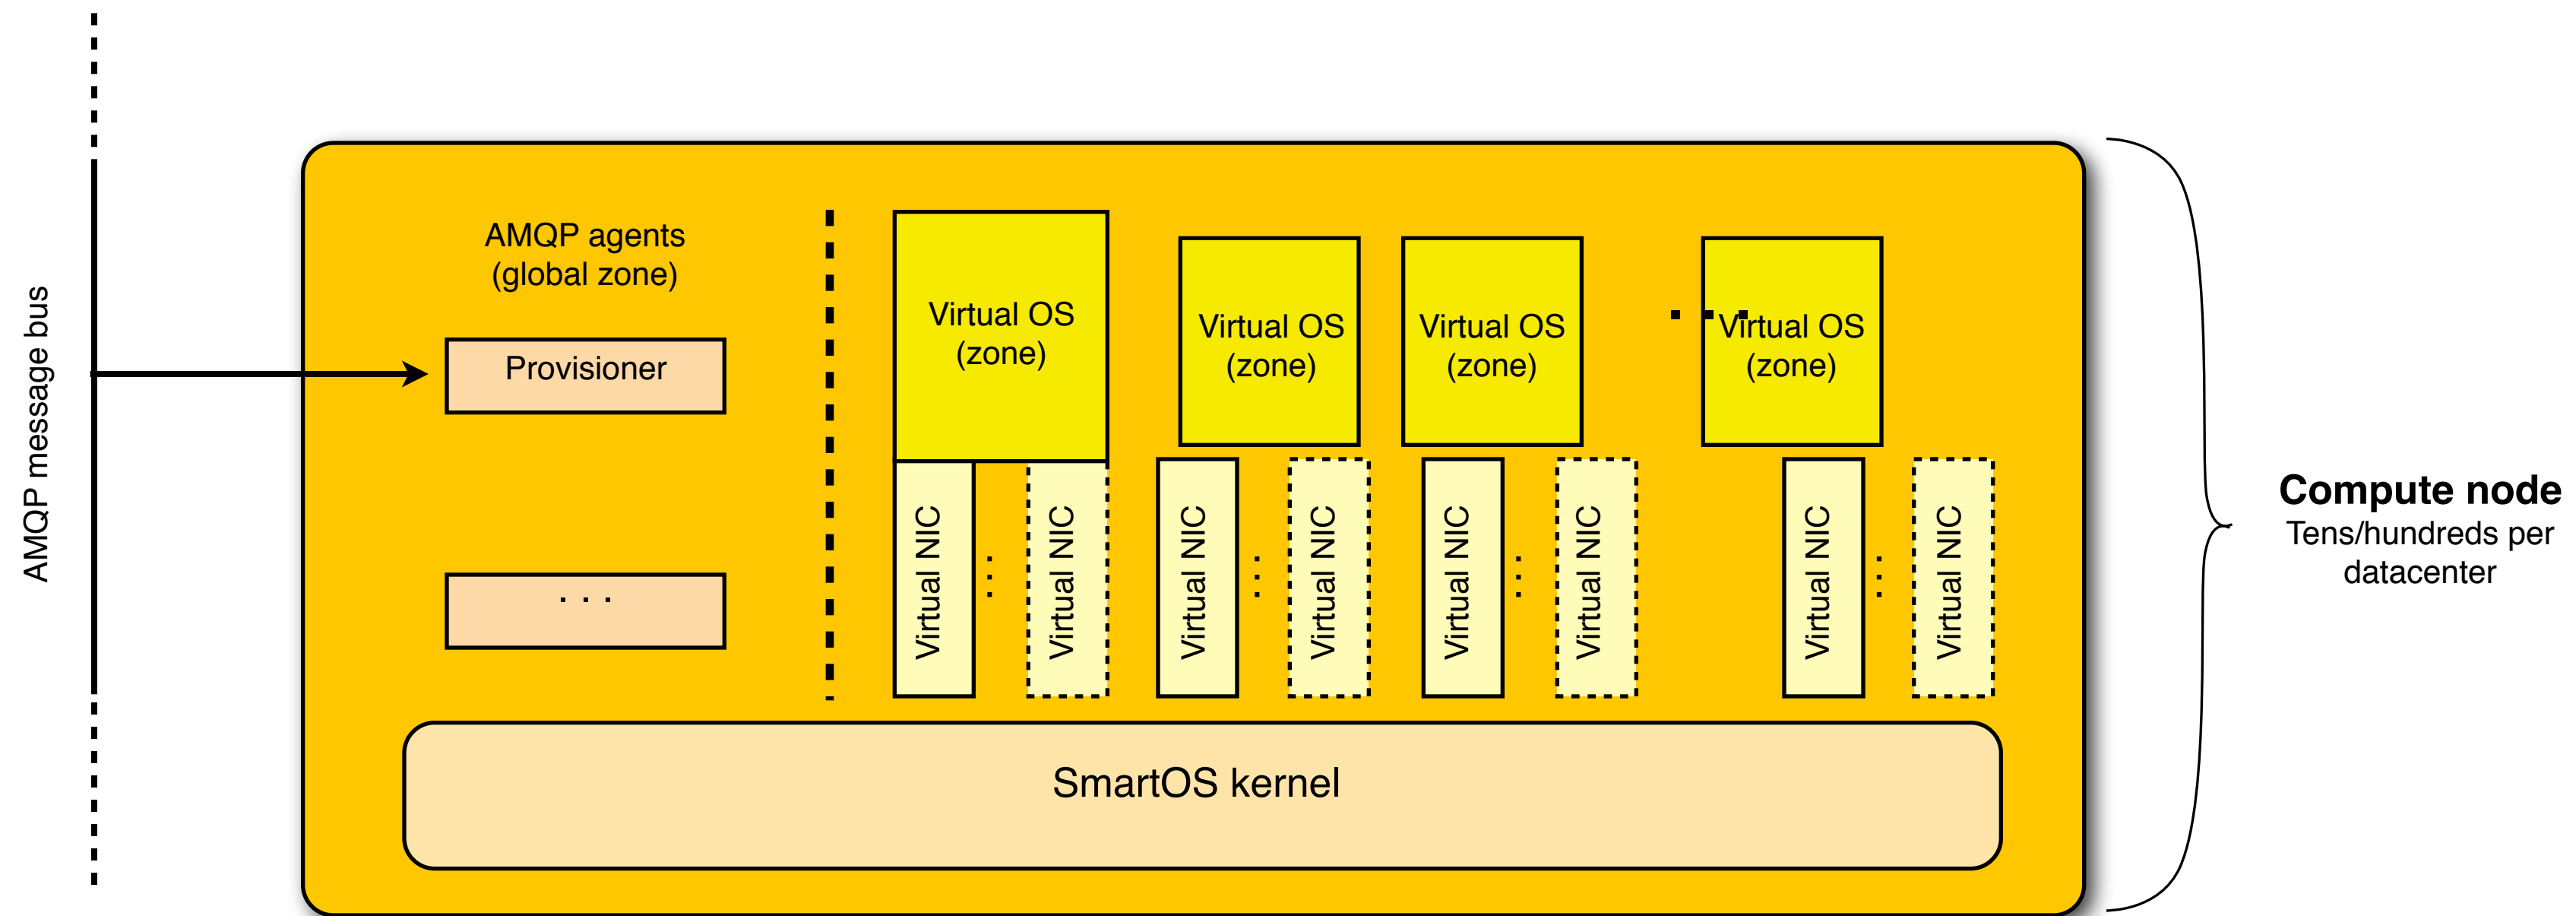 AMQP message bus
AMQP agents
(global zone)
Provisioner
. . .
Virtual OS
(zone)
Virtual OS
(zone)
Virtual OS
(zone)
. . .
Virtual OS
(zone)
Virtual NIC
...
Virtual NIC
Virtual NIC
...
Virtual NIC
Virtual NIC
...
Virtual NIC
Virtual NIC
...
Virtual NIC
SmartOS kernel
Compute node
Tens/hundreds per
datacenter